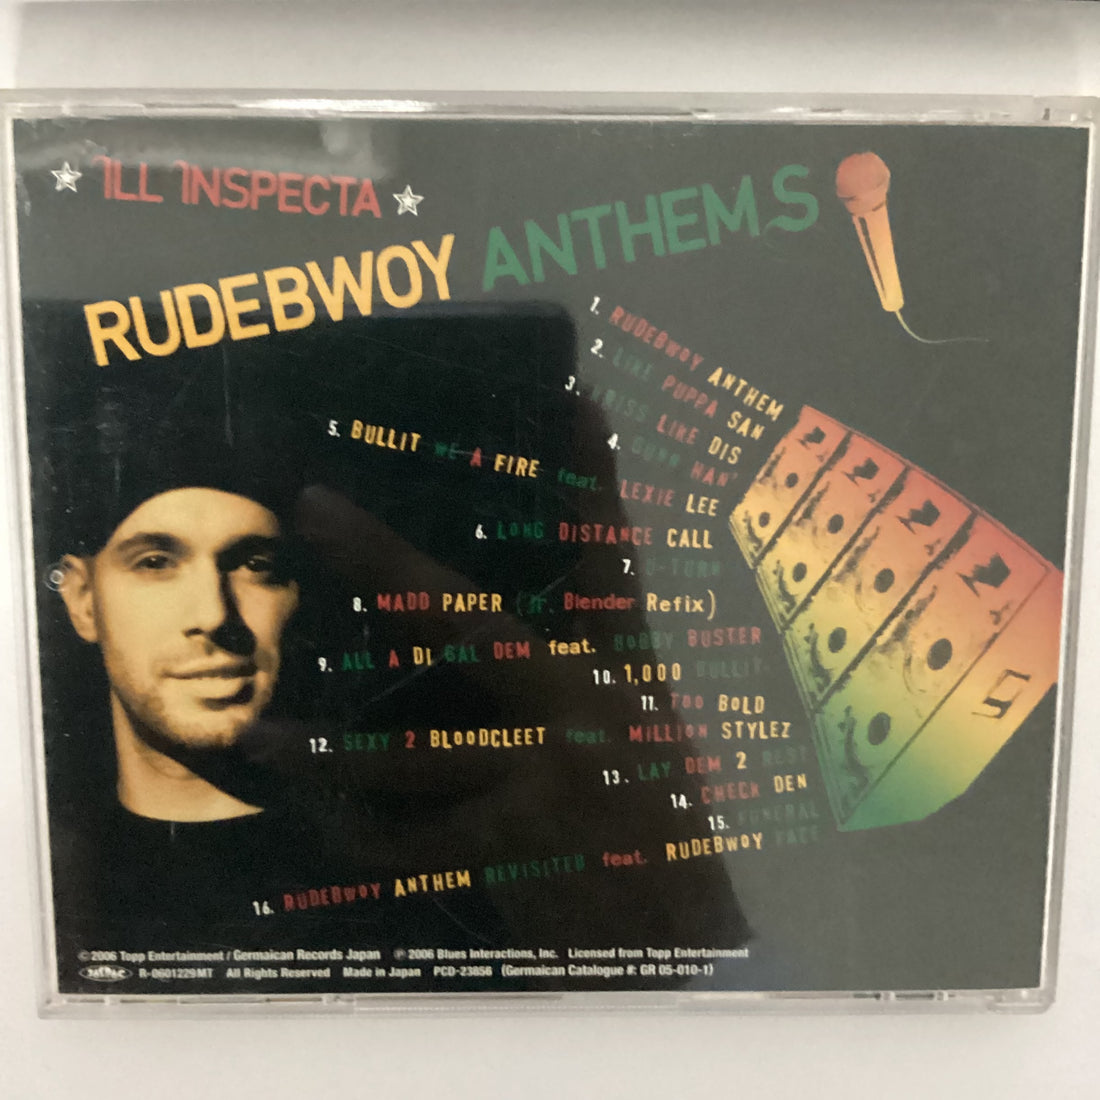 ILL INSPECTA
RUDEBWOY ANTHEMS
1. RUDEBWOY ANTHEM
2. LIKE PUPPA SAN
3. KRISS LIKE DIS
4. GUNN HAN'
5. BULLIT WE A FIRE feat. LEXIE LEE
6. LONG DISTANCE CALL
7. U-TURN
8. MADD PAPER ( Blender Refix)
9. ALL A DI GAL DEM feat. BOBBY BUSTER
10. 1,000 BULLIT
11. TOO BOLD
12. SEXY 2 BLOODCLEET feat. MILLION STYLEZ
13. LAY DEM 2 REST
14. CHECK DEN
15. FUNERAL
16. RUDEBWOY ANTHEM REVISITED feat. RUDEBWOY FACE
©2006 Topp Entertainment / Germaican Records Japan ℗2006 Blues Interactions, Inc. Licensed from Topp Entertainment
R-0601229MT All Rights Reserved Made in Japan PCD-23856 (Germaican Catalogue #: GR 05-010-1)